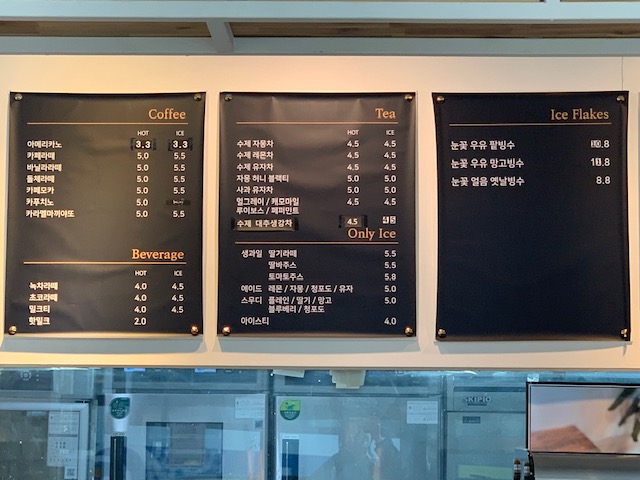 Coffee
HOT ICE
아메리카노 3.3 3.3
카페라떼 5.0 5.5
바닐라라떼 5.0 5.5
돌체라떼 5.0 5.5
카페모카 5.0 5.5
카푸치노 5.0
카라멜마끼아또 5.0 5.5
Beverage
HOT ICE
녹차라떼 4.0 4.5
초코라떼 4.0 4.5
밀크티 4.0 4.5
핫밀크 2.0
Tea
HOT ICE
수제 자몽차 4.5 4.5
수제 레몬차 4.5 4.5
수제 유자차 4.5 4.5
자몽 허니 블랙티 5.0 5.0
사과 유자차 5.0 5.0
얼그레이 / 캐모마일 4.5 4.5
루이보스 / 페퍼민트
수제 대추생강차 4.5
Only Ice
생과일 딸기라떼 5.5
딸바주스 5.5
토마토주스 5.8
에이드 레몬 / 자몽 / 청포도 / 유자 5.0
스무디 플레인 / 딸기 / 망고 5.0
블루베리 / 청포도
아이스티 4.0
Ice Flakes
눈꽃 우유 팥빙수 10.8
눈꽃 우유 망고빙수 11.8
눈꽃 얼음 옛날빙수 8.8
SKIPIO